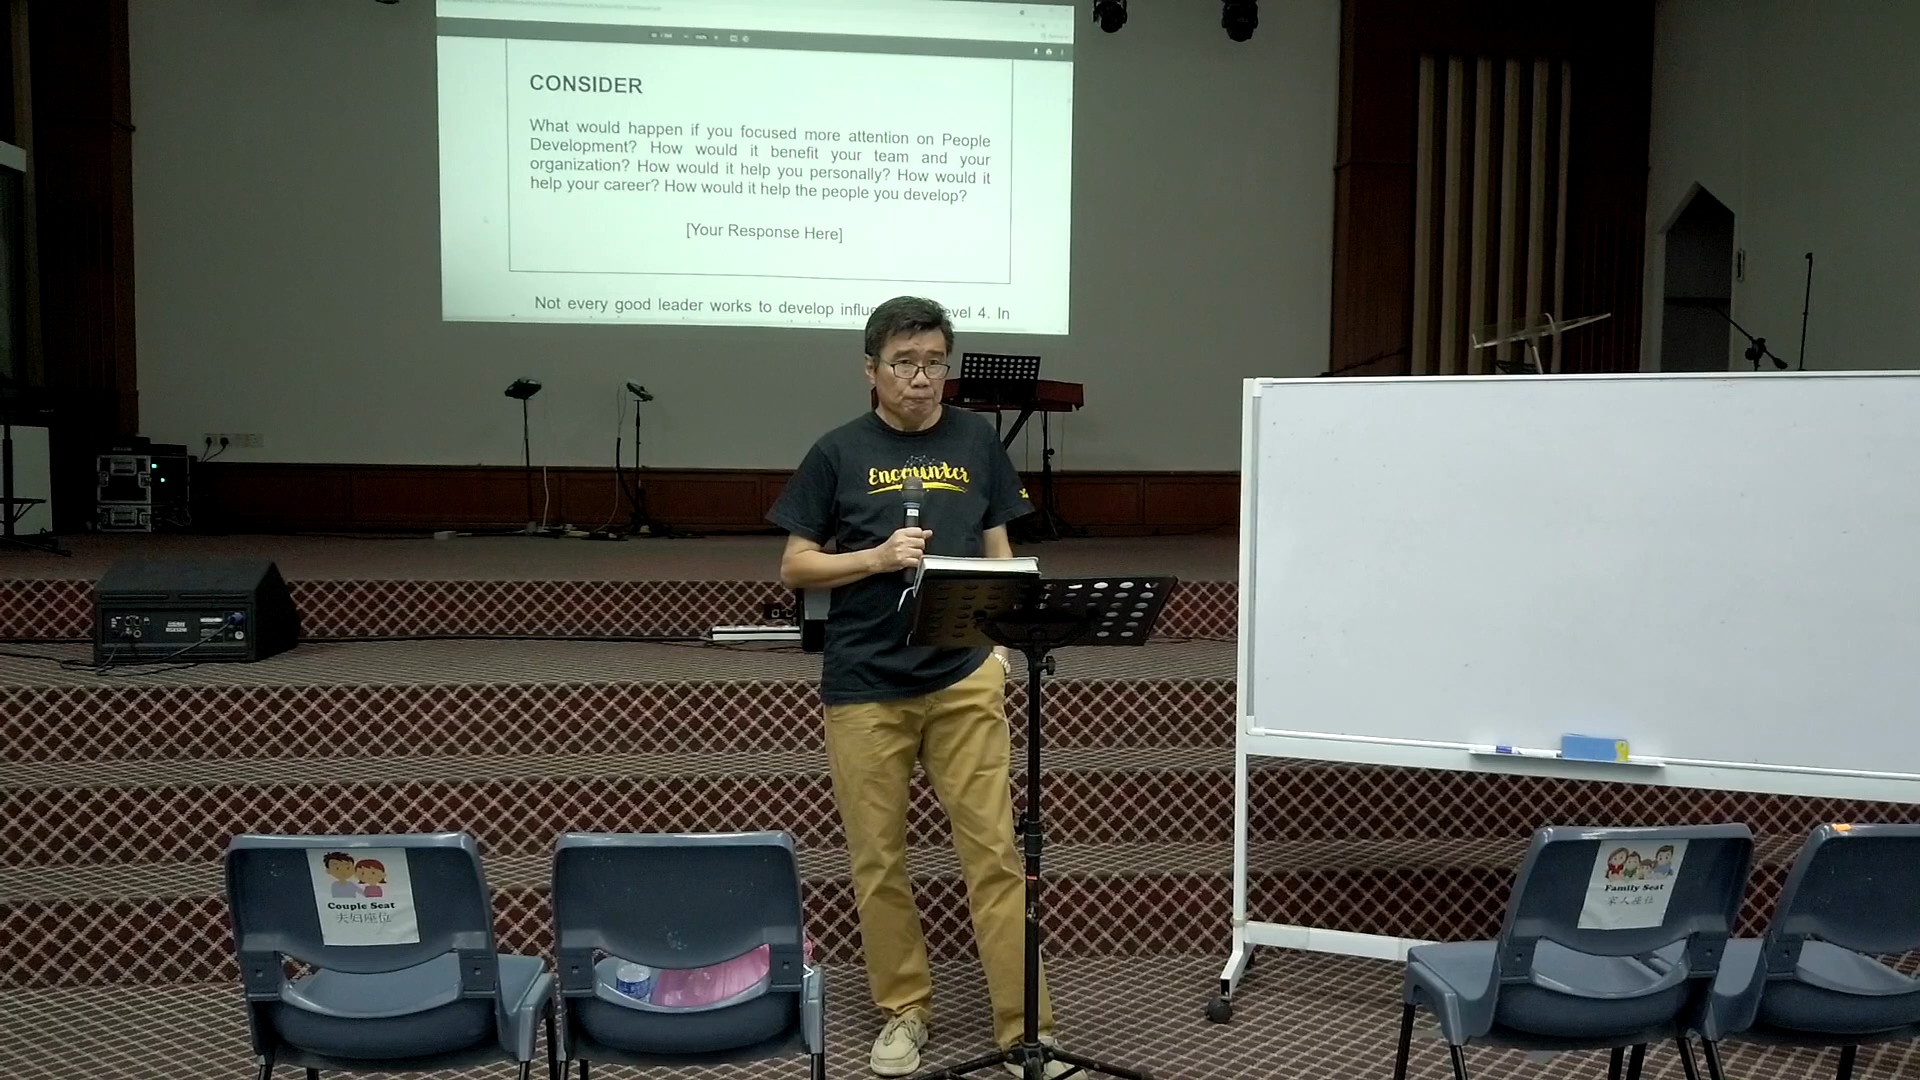 CONSIDER
What would happen if you focused more attention on People
Development? How would it benefit your team and your
organization? How would it help you personally? How would it
help your career? How would it help the people you develop?
[Your Response Here]
Not every good leader works to develop evel 4. In
Encounter
Couple Seat
夫妇座位
Family Seat
家人座位